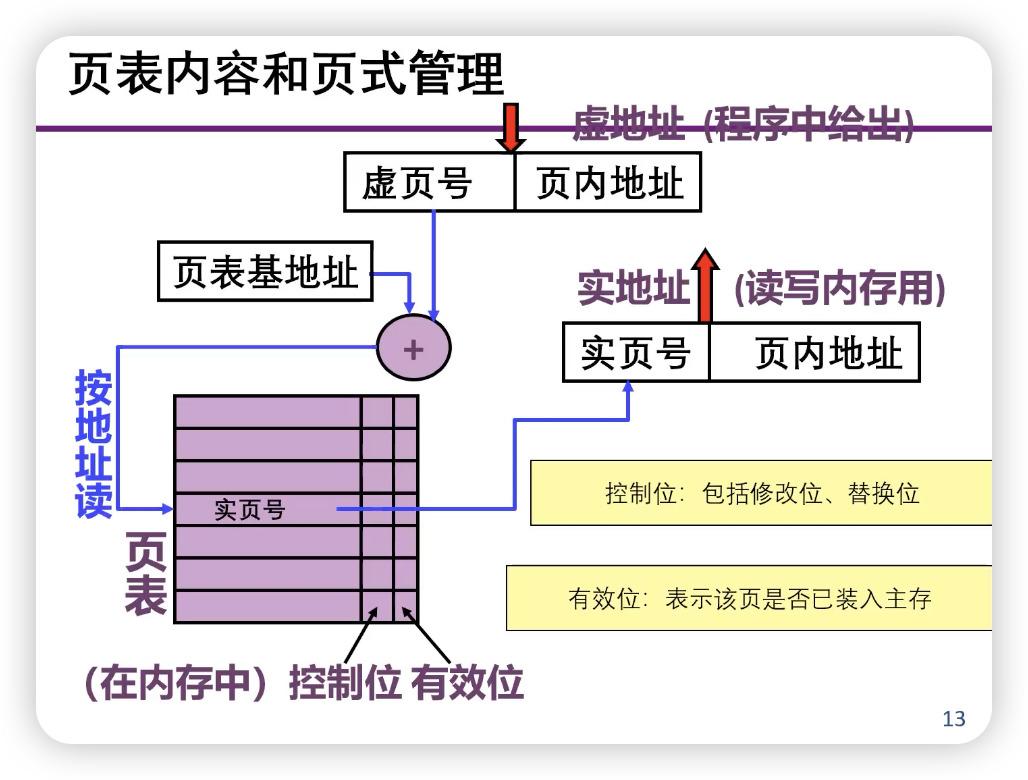 页表内容和页式管理
虚地址 (程序中给出)
虚页号 页内地址
页表基地址
实地址 (读写内存用)
+
实页号 页内地址
按地址读
控制位：包括修改位、替换位
实页号
页表
有效位：表示该页是否已装入主存
（在内存中）控制位 有效位
13